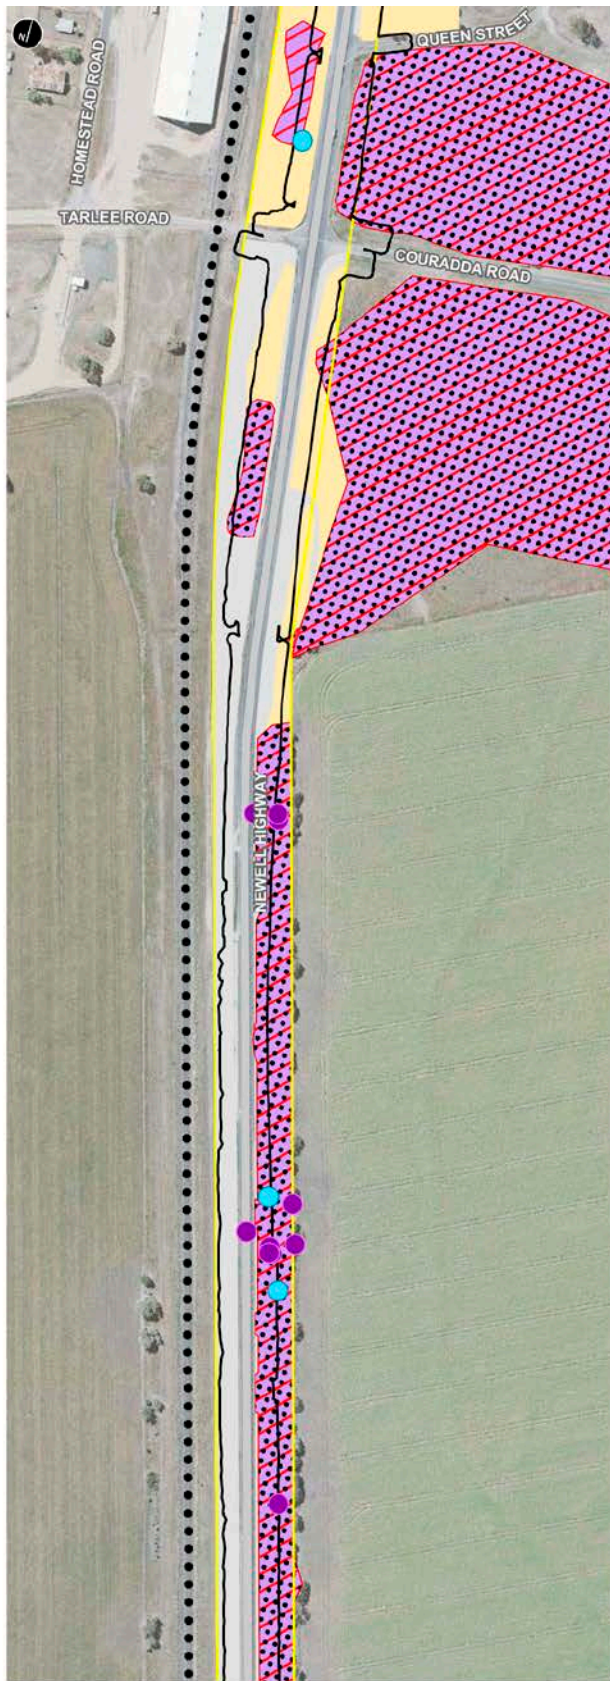 N
QUEEN STREET
HOMESTEAD ROAD
TARLEE ROAD
COURADDA ROAD
NEWELL HIGHWAY